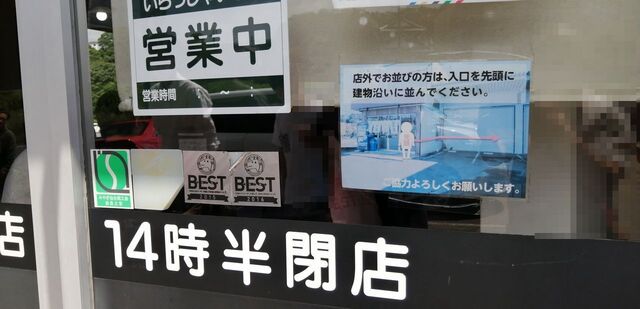 いらっしゃい
営業中
営業時間 ～ :
店外でお並びの方は、入口を先頭に
建物沿いに並んでください。
ご協力よろしくお願いします。
BEST
2015
BEST
2014
店
14時半閉店